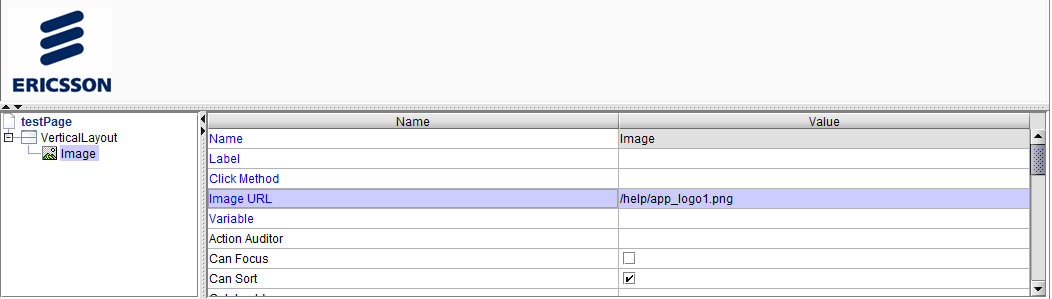 ERICSSON
testPage
VerticalLayout
Image
Name Value
Name Image
Label
Click Method
Image URL /help/app_logo1.png
Variable
Action Auditor
Can Focus
Can Sort